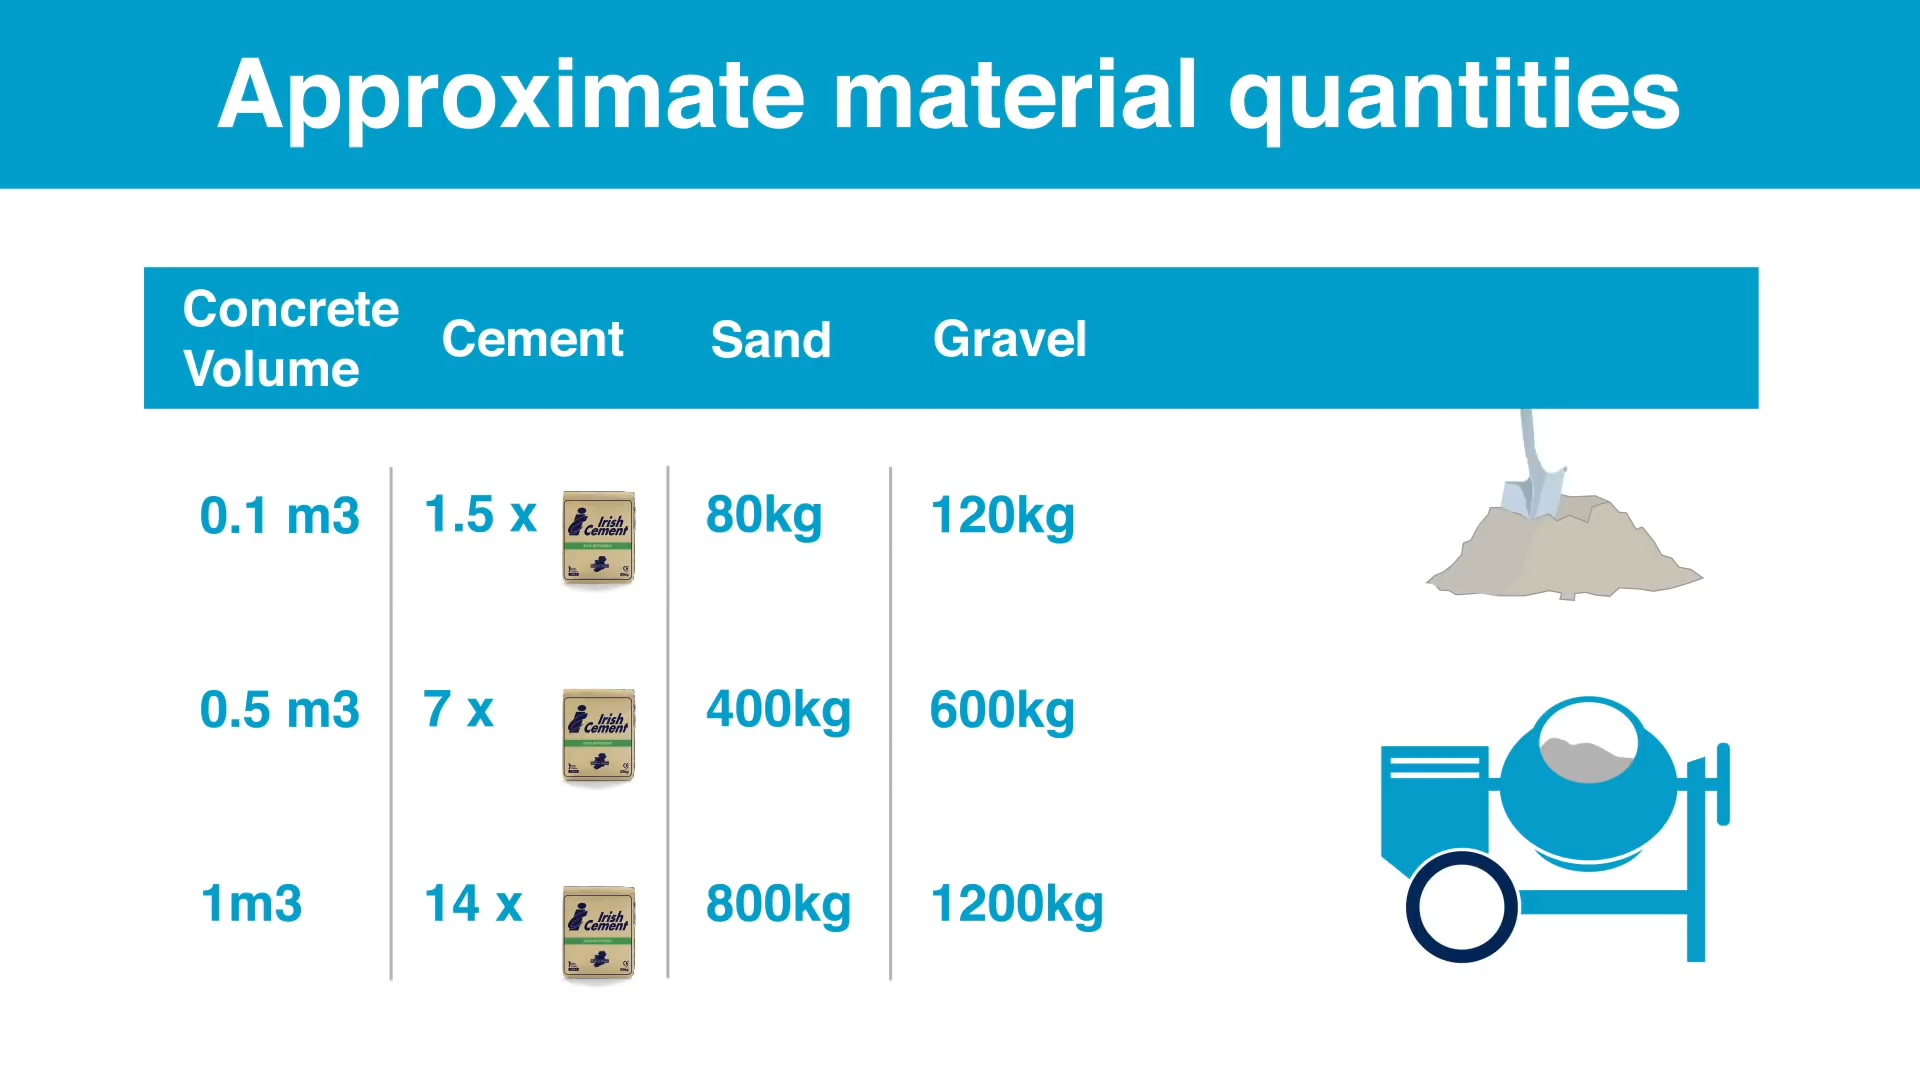 Approximate material quantities
Concrete Volume
Cement
Sand
Gravel
0.1 m3
1.5 x
Irish
Cement
80kg
120kg
0.5 m3
7 x
Irish
Cement
400kg
600kg
1m3
14 x
Irish
Cement
800kg
1200kg